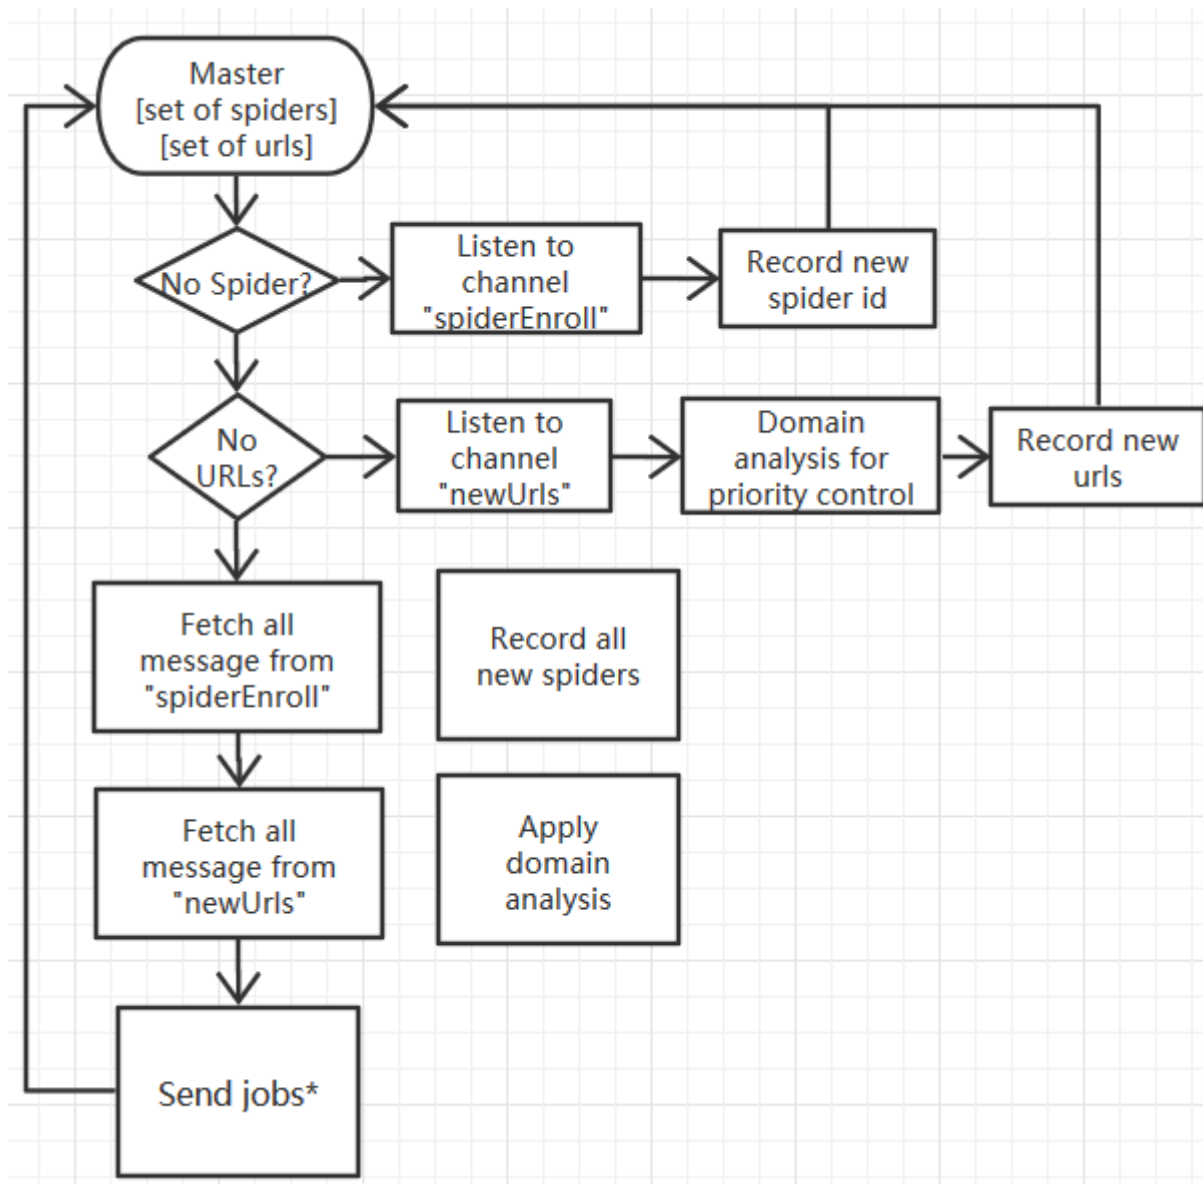 Master
[set of spiders]
[set of urls]
No Spider?
Listen to
channel
"spiderEnroll"
Record new
spider id
No
URLs?
Listen to
channel
"newUrls"
Domain
analysis for
priority control
Record new
urls
Fetch all
message from
"spiderEnroll"
Record all
new spiders
Fetch all
message from
"newUrls"
Apply
domain
analysis
Send jobs*